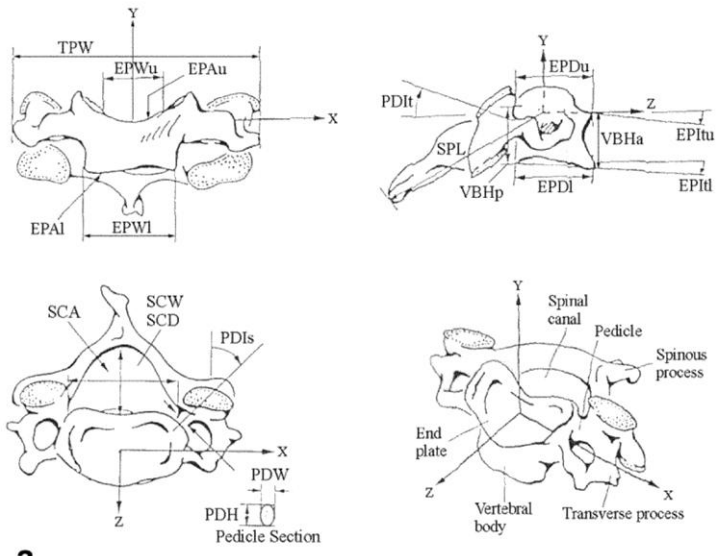 Y
TPW
EPWu
EPAu
X
EPAl
EPWl
Y
EPDu
PDIt
Z
SPL
VBHa
EPItu
VBHp
EPDl
EPItl
SCA
SCW
SCD
PDIs
X
Z
PDW
PDH
Pedicle Section
Y
Spinal
canal
Pedicle
Spinous
process
End
plate
Z
X
Vertebral
body
Transverse process